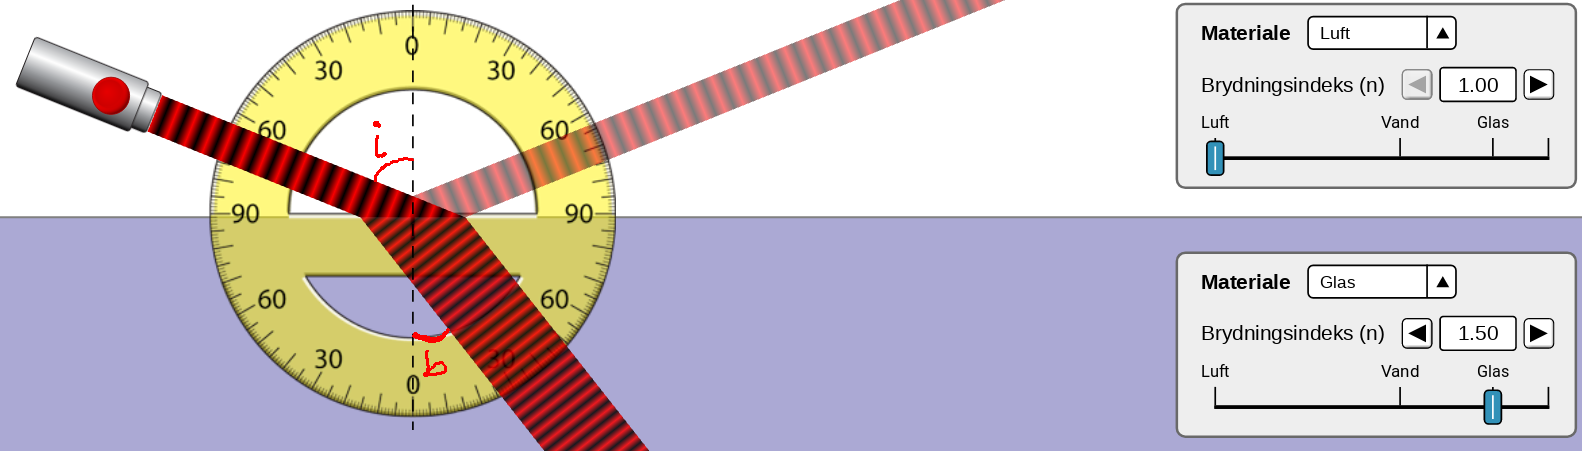 0
30 30
60 60
i
90 90
60 60
30 30
b
0
Materiale Luft
Brydningsindeks (n) 1.00
Luft Vand Glas
Materiale Glas
Brydningsindeks (n) 1.50
Luft Vand Glas